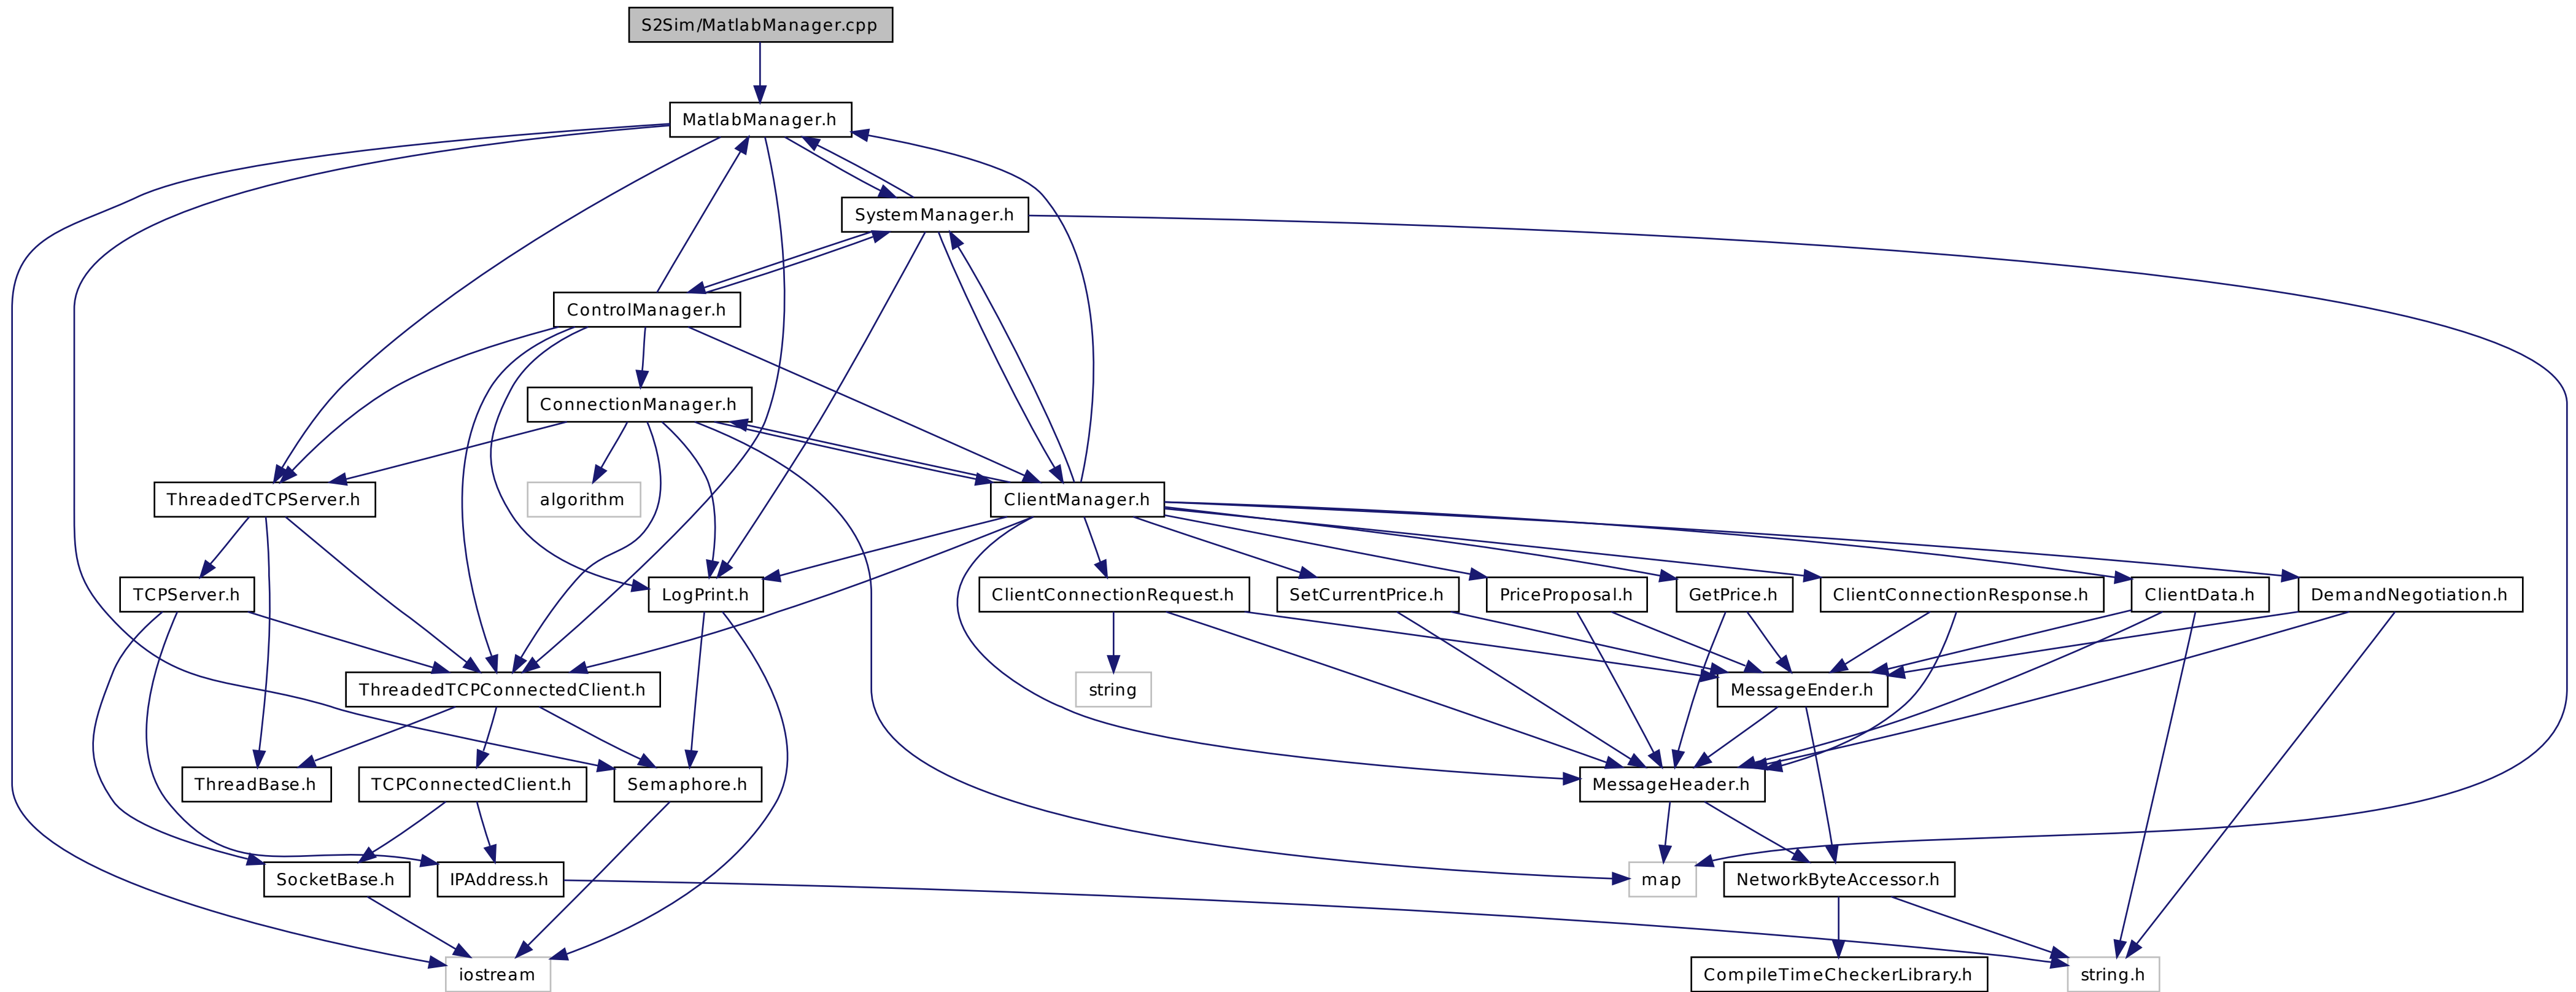 S2Sim/MatlabManager.cpp
MatlabManager.h
SystemManager.h
ControlManager.h
ConnectionManager.h
ThreadedTCPServer.h
algorithm
ClientManager.h
TCPServer.h
LogPrint.h
ClientConnectionRequest.h
SetCurrentPrice.h
PriceProposal.h
GetPrice.h
ClientConnectionResponse.h
ClientData.h
DemandNegotiation.h
ThreadedTCPConnectedClient.h
string
MessageEnder.h
ThreadBase.h
TCPConnectedClient.h
Semaphore.h
MessageHeader.h
SocketBase.h
IPAddress.h
map
NetworkByteAccessor.h
iostream
CompileTimeCheckerLibrary.h
string.h